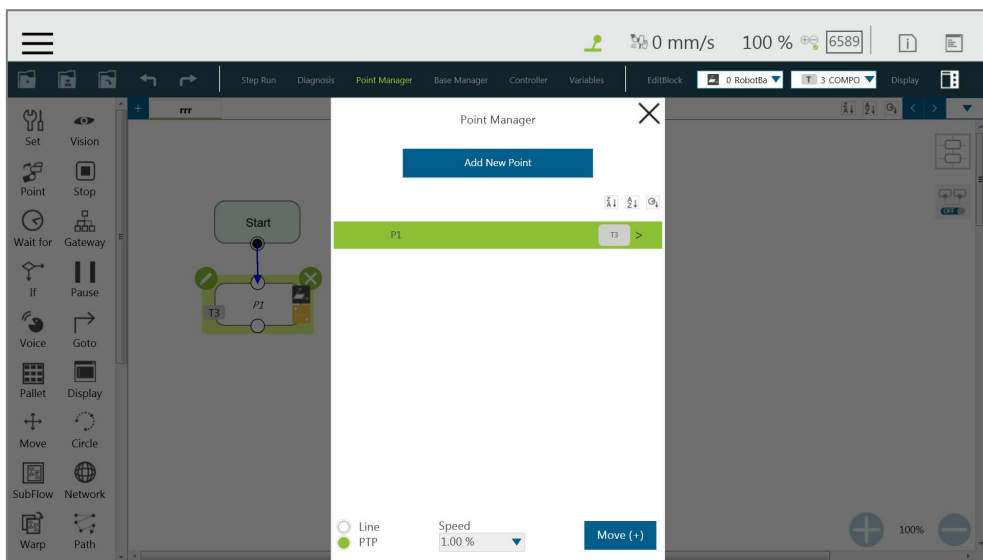 0 mm/s 100 % 6589
Step Run Diagnosis Point Manager Base Manager Controller Variables EditBlock 0 RobotBa T 3 COMPO Display
rrr
Set Vision
Point Stop
Wait for Gateway
If Pause
Voice Goto
Pallet Display
Move Circle
SubFlow Network
Warp Path
Start
T3 P1
Point Manager
Add New Point
P1 T3 >
Line
PTP
Speed
1.00 %
Move (+)
OFF
100%